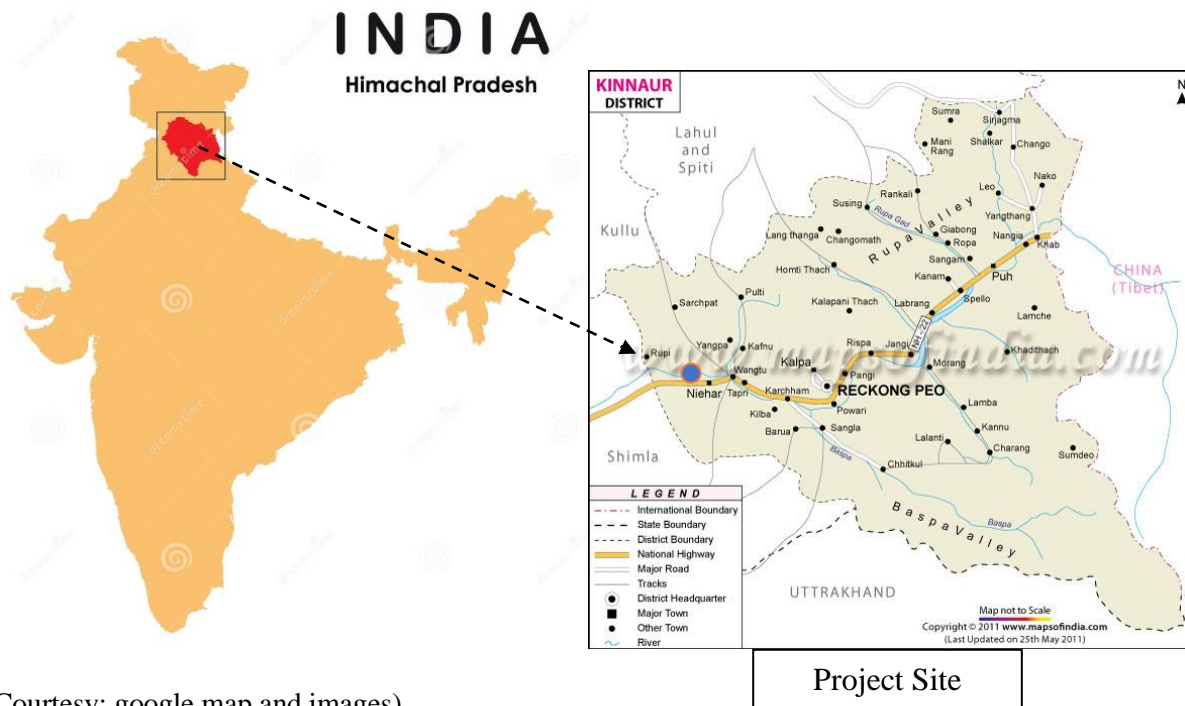 INDIA
Himachal Pradesh
KINNAUR
DISTRICT
N
Sumra
Sirjagma
Lahul
and
Spiti
Mani
Rang
Shalkar
Chango
Nako
Rankali
Leo
Susing
Rupa Gad
Yangthang
Kullu
Lang thanga
Changomath
Giabong
Ropa
Nangia
Khab
Rupa Valley
Sangam
Homti Thach
Kanam
Puh
CHINA
(Tibet)
Pulti
Spello
Sarchpat
Kalapani Thach
Labrang
Lamche
NH-22
Yangpa
Kafnu
Rispa
Jangi
Khadithach
www.mapsofindia.com
Rupi
Kalpa
Morang
Wangtu
Pangi
Niehar
Tapri
Karchham
RECKONG PEO
Kilba
Powari
Lamba
Barua
Sangla
Kannu
Lalanti
Charang
Sumdeo
Shimla
Baspa
Chhitkul
LEGEND
International Boundary
State Boundary
District Boundary
National Highway
Major Road
Tracks
District Headquarter
Major Town
Other Town
River
Baspa
Baspa Valley
UTTRAKHAND
Map not to Scale
Copyright © 2011 www.mapsofindia.com
(Last Updated on 25th May 2011)
Project Site
Courtesy: google map and images)